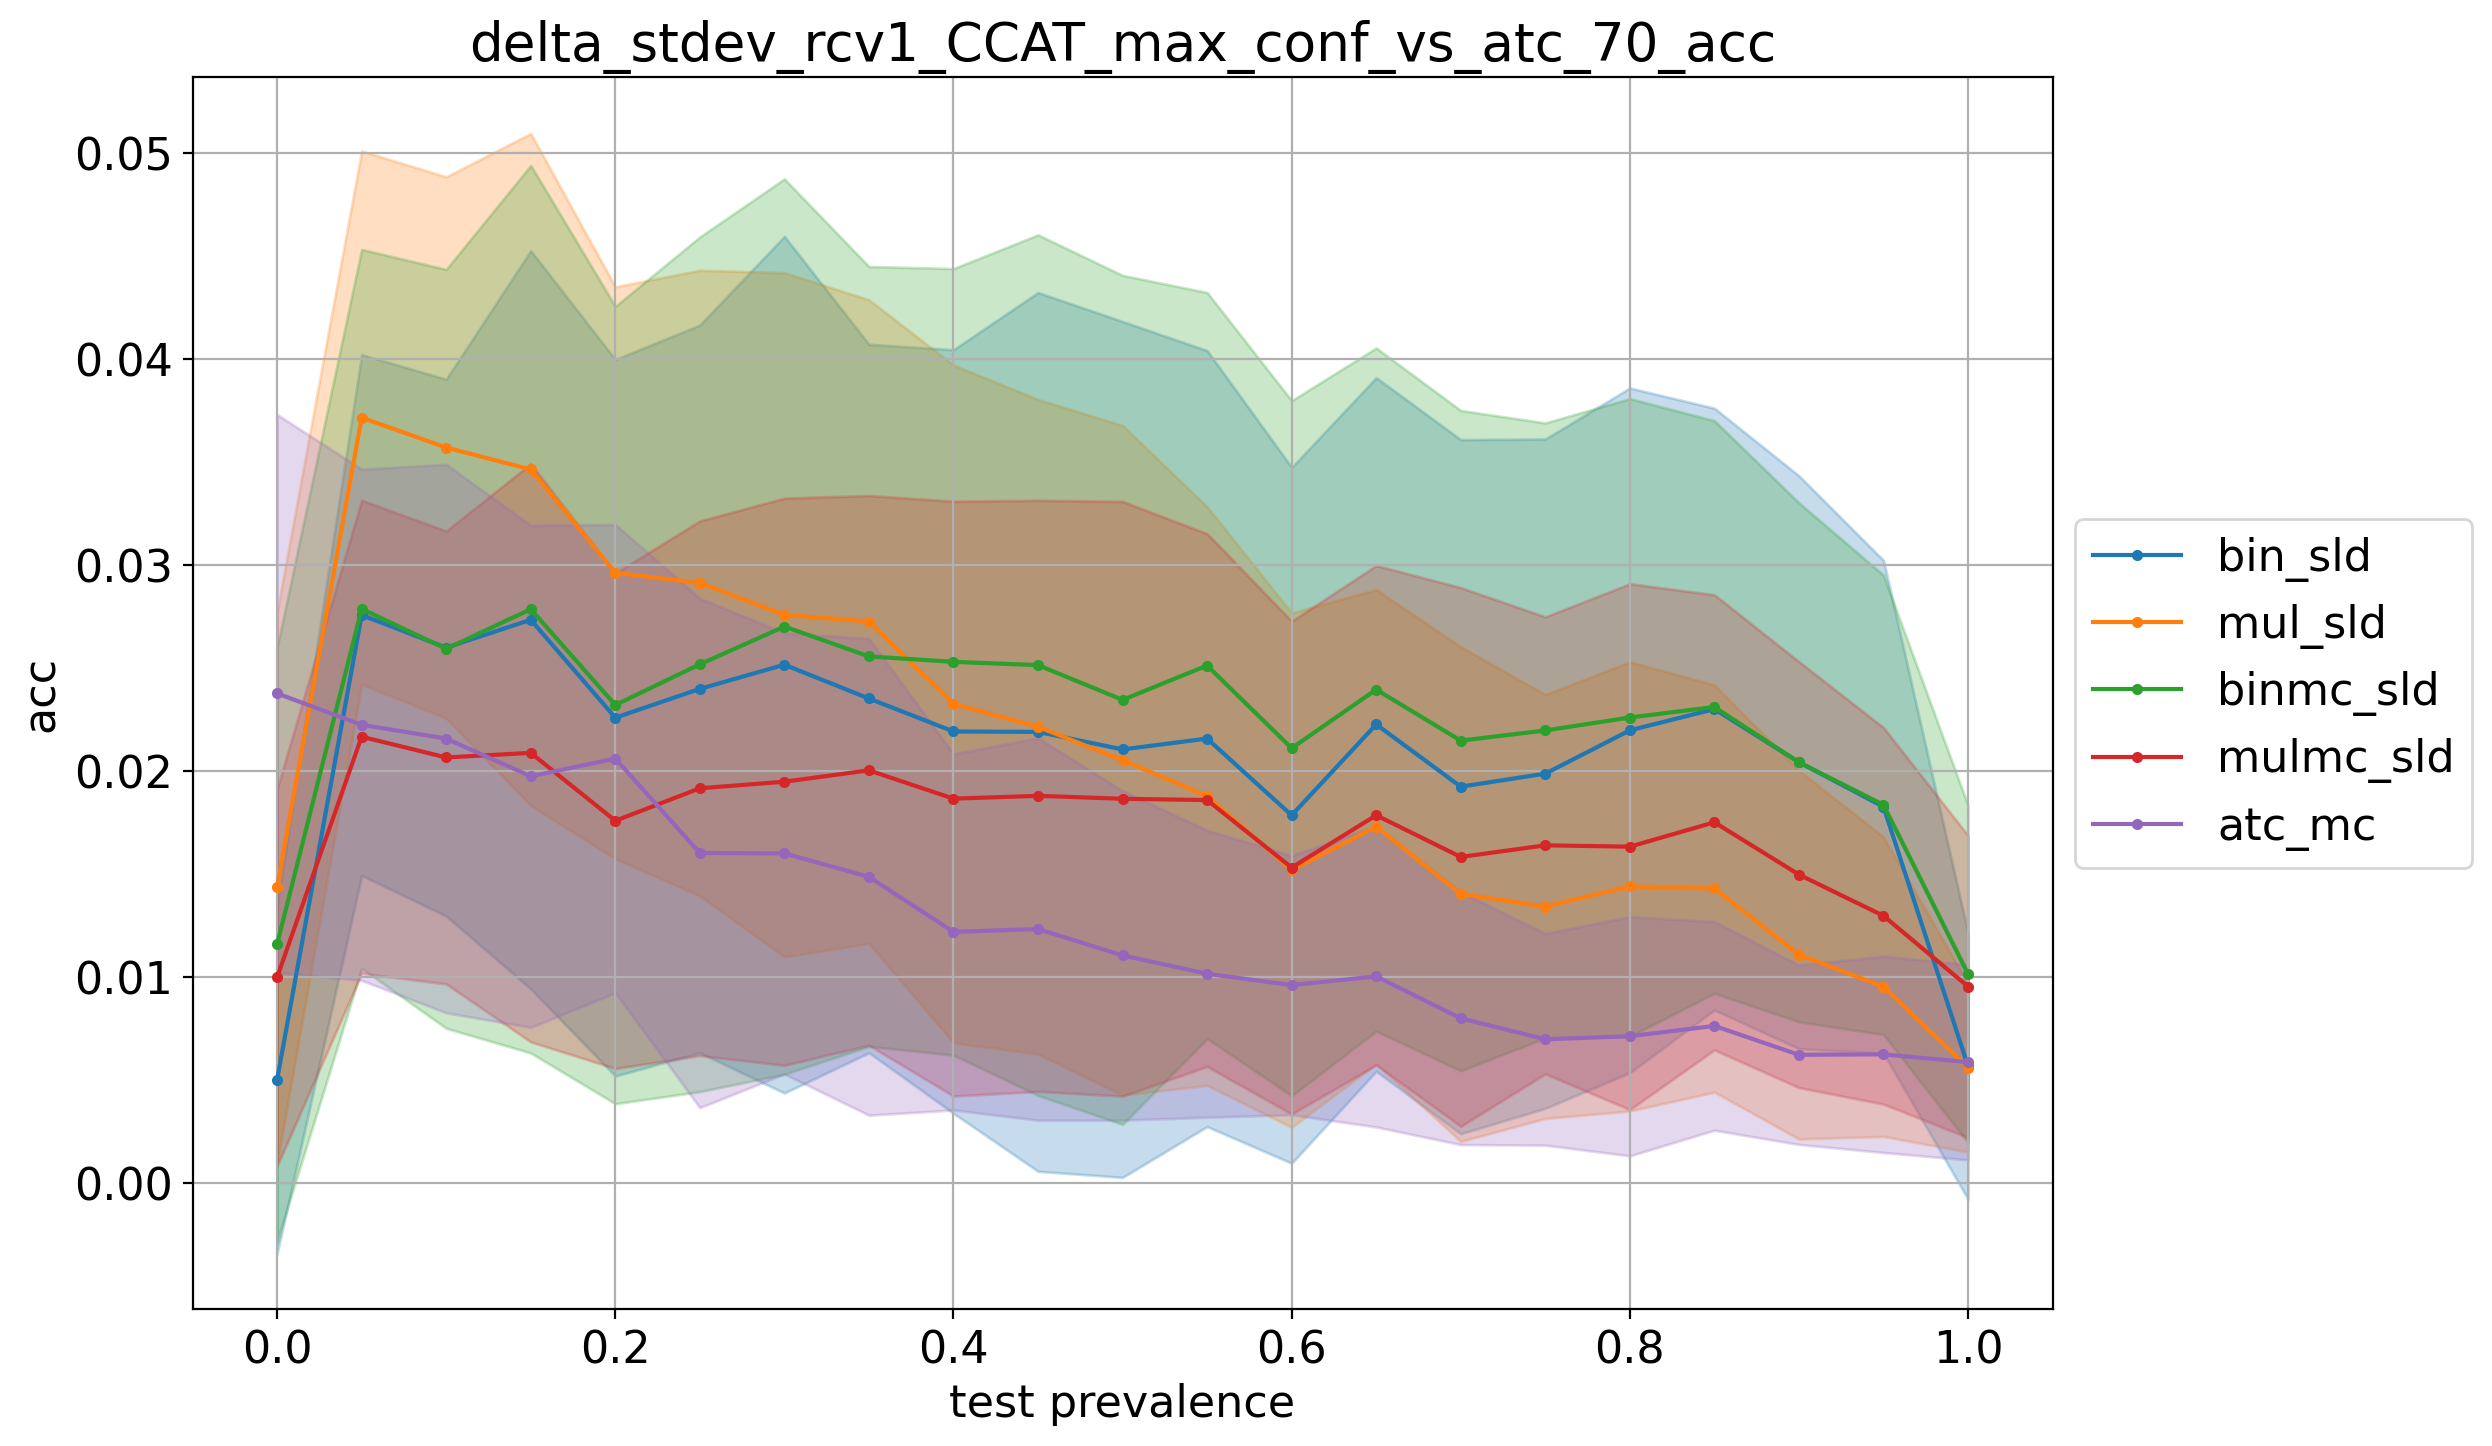 delta_stdev_rcv1_CCAT_max_conf_vs_atc_70_acc
0.05
0.04
0.03
0.02
0.01
0.00
acc
0.0 0.2 0.4 0.6 0.8 1.0
test prevalence
bin_sld
mul_sld
binmc_sld
mulmc_sld
atc_mc